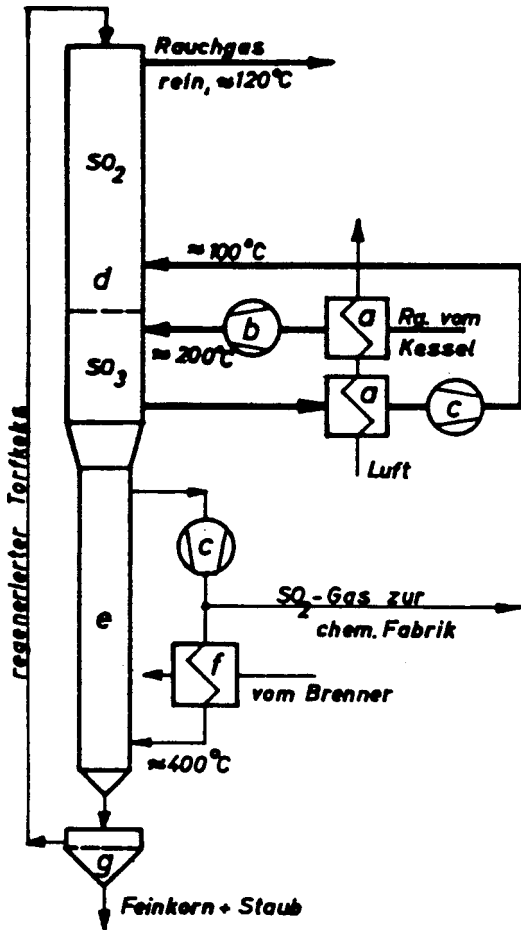 Rauchgas
rein, ≈120°C
SO₂
≈100°C
d
a
b
Rg. vom
Kessel
≈200°C
SO₃
a
c
Luft
regenerierter Torfkoks
c
e
SO₂-Gas zur
chem. Fabrik
f
vom Brenner
≈400°C
g
Feinkorn + Staub